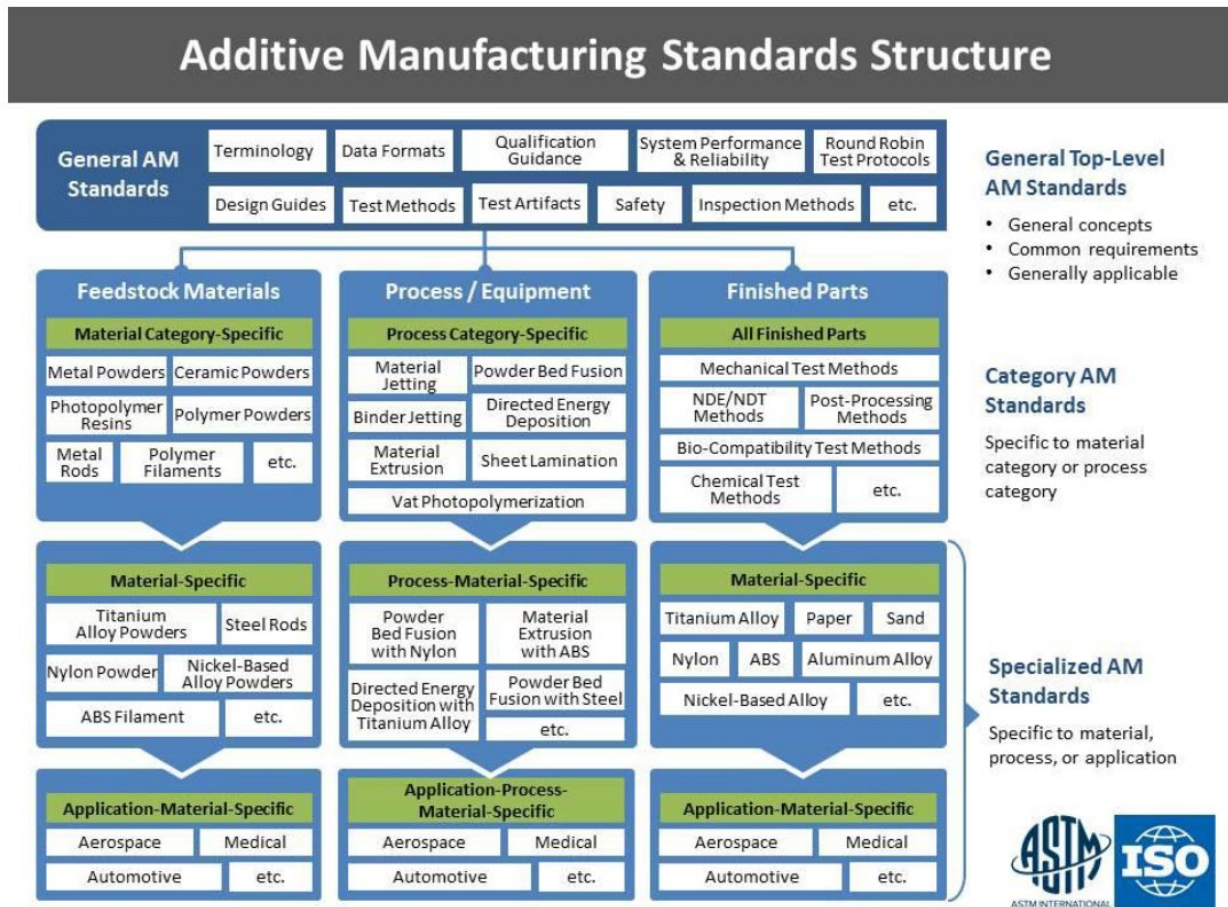 Additive Manufacturing Standards Structure
General AM
Standards
Terminology
Data Formats
Qualification
Guidance
System Performance
& Reliability
Round Robin
Test Protocols
Design Guides
Test Methods
Test Artifacts
Safety
Inspection Methods
etc.
General Top-Level
AM Standards
• General concepts
• Common requirements
• Generally applicable
Feedstock Materials
Material Category-Specific
Metal Powders
Ceramic Powders
Photopolymer
Resins
Polymer Powders
Metal
Rods
Polymer
Filaments
etc.
Process / Equipment
Process Category-Specific
Material
Jetting
Powder Bed Fusion
Binder Jetting
Directed Energy
Deposition
Material
Extrusion
Sheet Lamination
Vat Photopolymerization
Finished Parts
All Finished Parts
Mechanical Test Methods
NDE/NDT
Methods
Post-Processing
Methods
Bio-Compatibility Test Methods
Chemical Test
Methods
etc.
Category AM
Standards
Specific to material
category or process
category
Material-Specific
Titanium
Alloy Powders
Steel Rods
Nylon Powder
Nickel-Based
Alloy Powders
ABS Filament
etc.
Process-Material-Specific
Powder
Bed Fusion
with Nylon
Material
Extrusion
with ABS
Directed Energy
Deposition with
Titanium Alloy
Powder Bed
Fusion with Steel
etc.
Material-Specific
Titanium Alloy
Paper
Sand
Nylon
ABS
Aluminum Alloy
Nickel-Based Alloy
etc.
Specialized AM
Standards
Specific to material,
process, or application
Application-Material-Specific
Aerospace
Medical
Automotive
etc.
Application-Process-
Material-Specific
Aerospace
Medical
Automotive
etc.
Application-Material-Specific
Aerospace
Medical
Automotive
etc.
ASTM
ASTM INTERNATIONAL
ISO